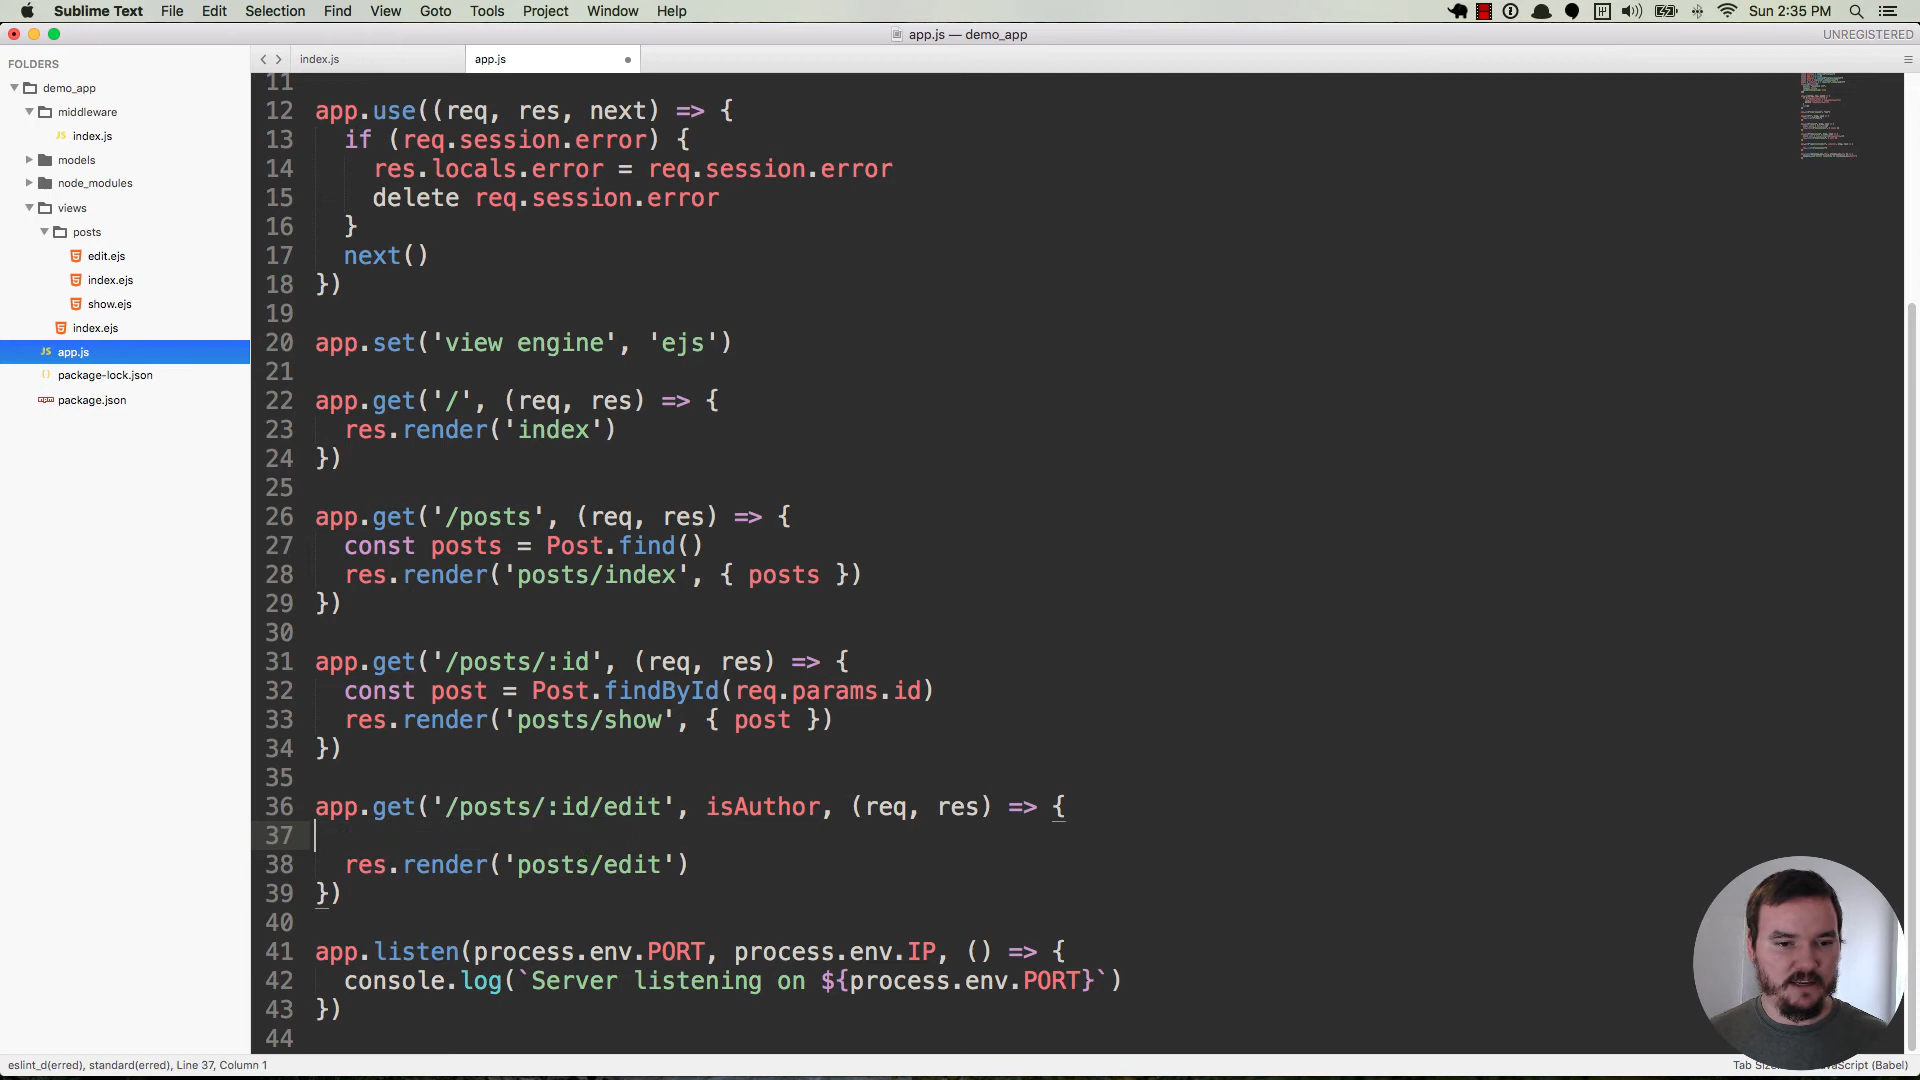 Sublime Text File Edit Selection Find View Goto Tools Project Window Help Sun 2:35 PM
app.js — demo_app UNREGISTERED
FOLDERS
demo_app
middleware
JS index.js
models
node_modules
views
posts
edit.ejs
index.ejs
show.ejs
index.ejs
JS app.js
package-lock.json
package.json
index.js app.js
11
12 app.use((req, res, next) => {
13 if (req.session.error) {
14 res.locals.error = req.session.error
15 delete req.session.error
16 }
17 next()
18 })
19
20 app.set('view engine', 'ejs')
21
22 app.get('/', (req, res) => {
23 res.render('index')
24 })
25
26 app.get('/posts', (req, res) => {
27 const posts = Post.find()
28 res.render('posts/index', { posts })
29 })
30
31 app.get('/posts/:id', (req, res) => {
32 const post = Post.findById(req.params.id)
33 res.render('posts/show', { post })
34 })
35
36 app.get('/posts/:id/edit', isAuthor, (req, res) => {
37
38 res.render('posts/edit')
39 })
40
41 app.listen(process.env.PORT, process.env.IP, () => {
42 console.log(`Server listening on ${process.env.PORT}`)
43 })
44
eslint_d(erred), standard(erred), Line 37, Column 1 Tab Size JavaScript (Babel)